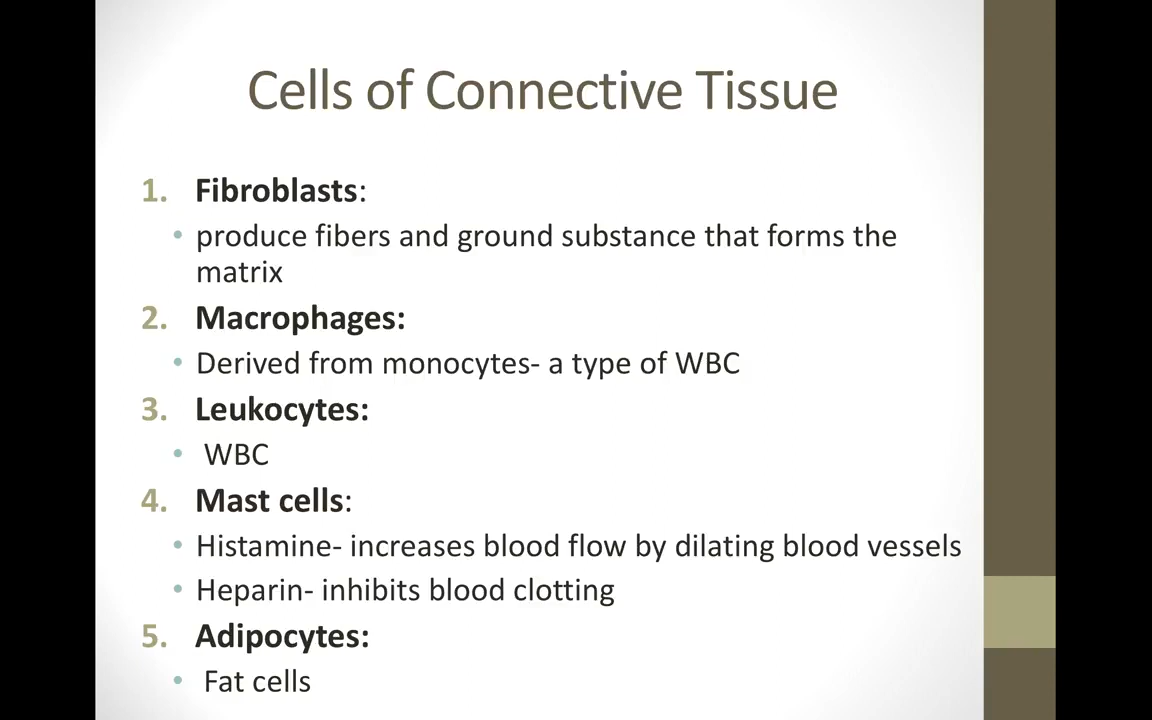 Cells of Connective Tissue
1. Fibroblasts:
• produce fibers and ground substance that forms the
matrix
2. Macrophages:
• Derived from monocytes- a type of WBC
3. Leukocytes:
• WBC
4. Mast cells:
• Histamine- increases blood flow by dilating blood vessels
• Heparin- inhibits blood clotting
5. Adipocytes:
• Fat cells